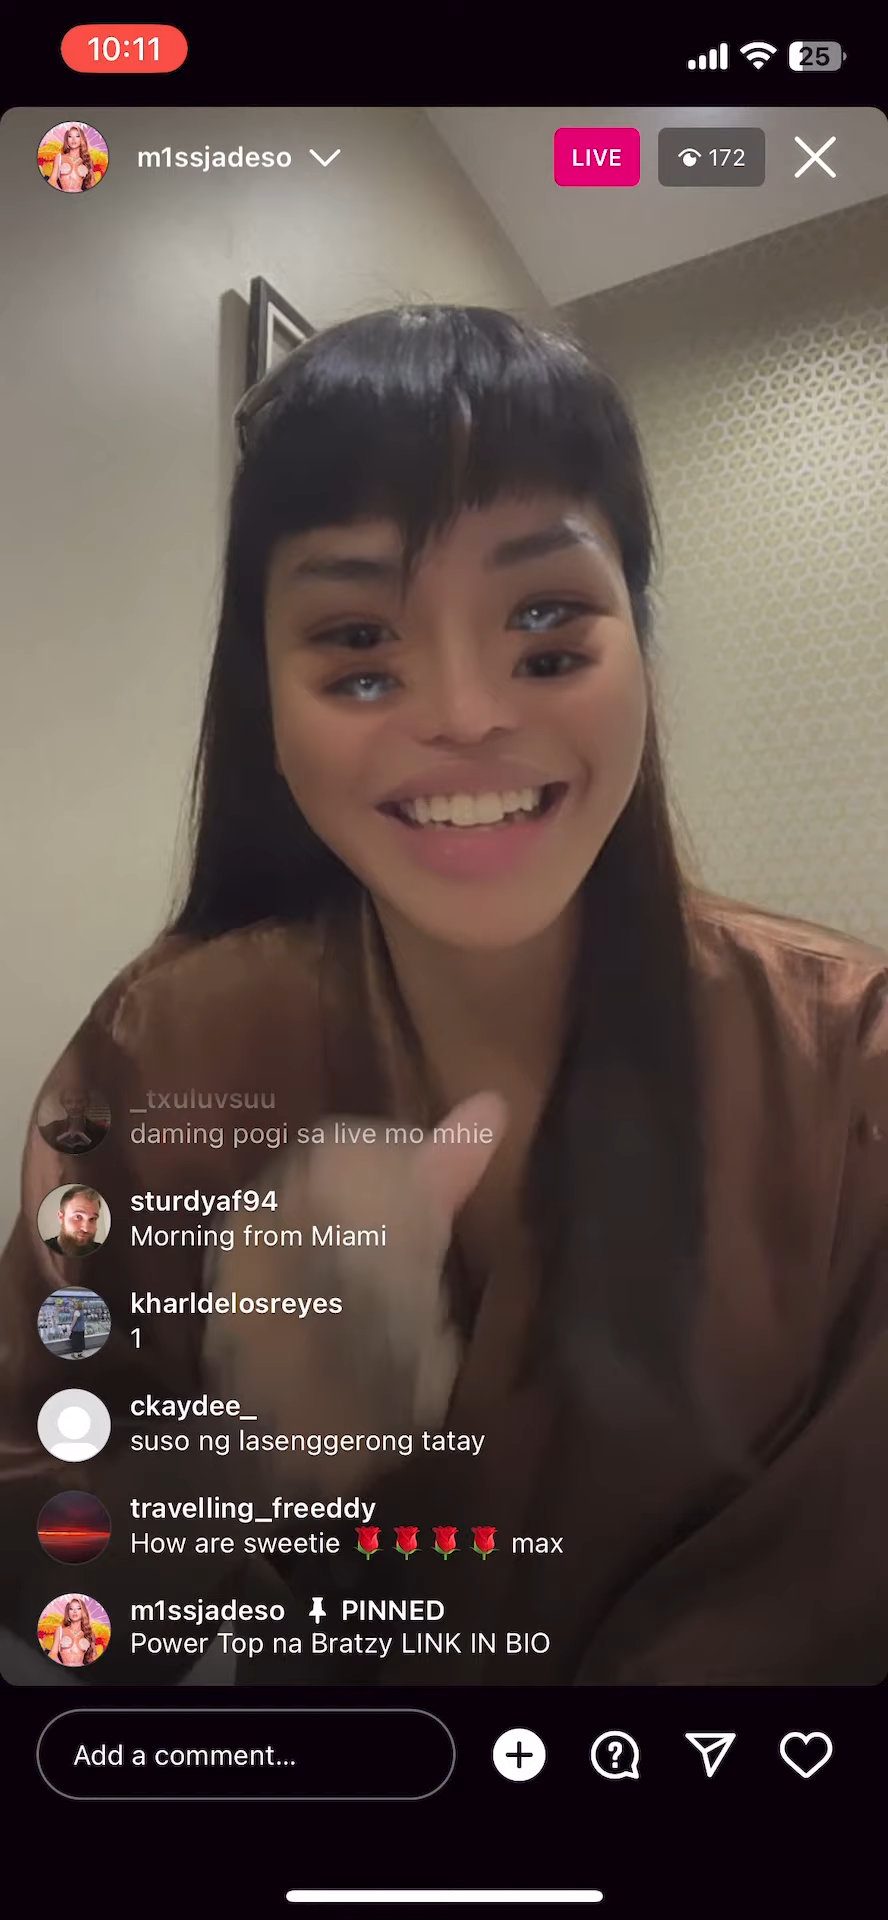 10:11
25
m1ssjadeso
LIVE
172
_txuluvsuu
daming pogi sa live mo mhie
sturdyaf94
Morning from Miami
kharldelosreyes
1
ckaydee_
suso ng lasenggerong tatay
travelling_freeddy
How are sweetie 🌹🌹🌹🌹 max
m1ssjadeso PINNED
Power Top na Bratzy LINK IN BIO
Add a comment...